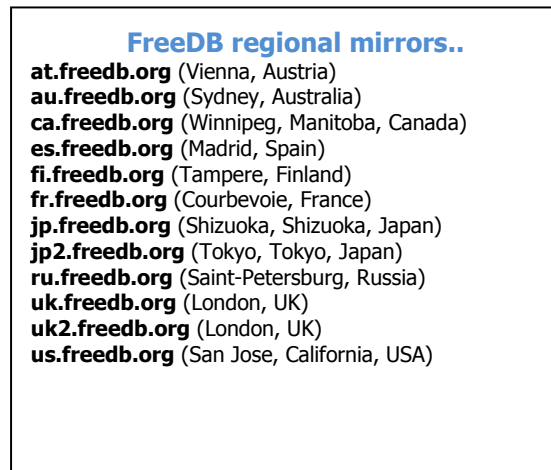 FreeDB regional mirrors..
at.freedb.org (Vienna, Austria)
au.freedb.org (Sydney, Australia)
ca.freedb.org (Winnipeg, Manitoba, Canada)
es.freedb.org (Madrid, Spain)
fi.freedb.org (Tampere, Finland)
fr.freedb.org (Courbevoie, France)
jp.freedb.org (Shizuoka, Shizuoka, Japan)
jp2.freedb.org (Tokyo, Tokyo, Japan)
ru.freedb.org (Saint-Petersburg, Russia)
uk.freedb.org (London, UK)
uk2.freedb.org (London, UK)
us.freedb.org (San Jose, California, USA)